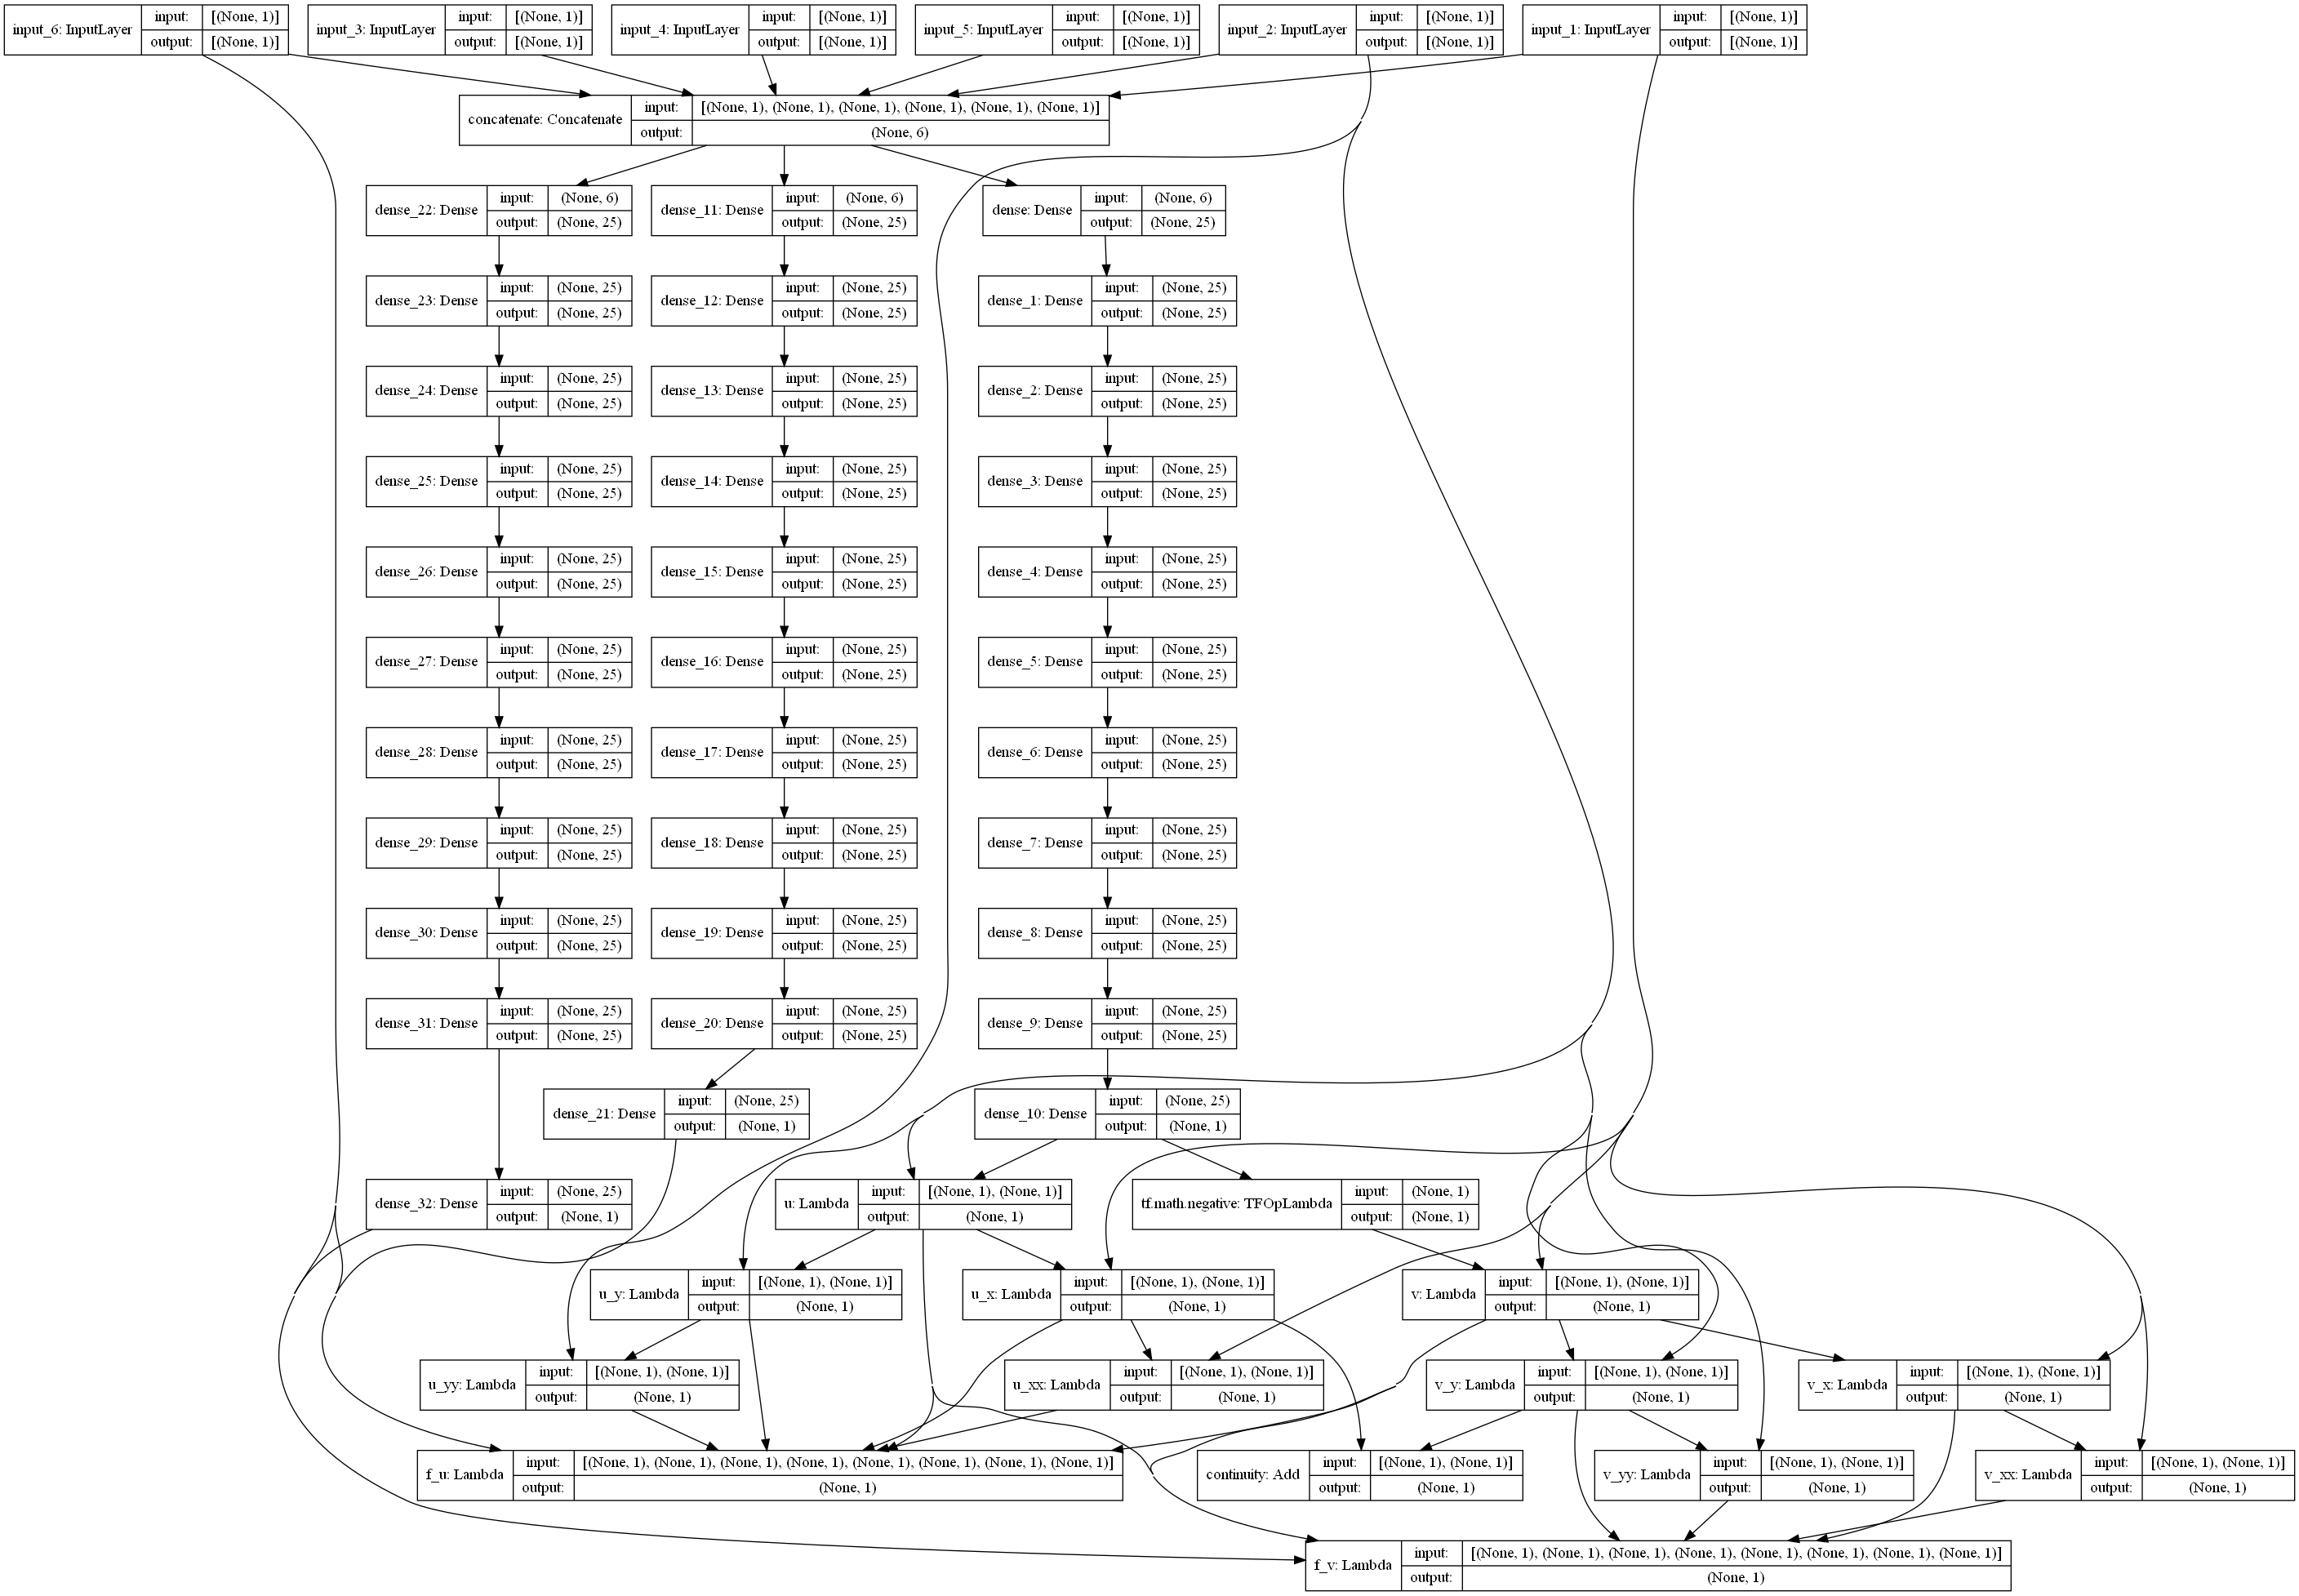 input_6: InputLayer input: [(None, 1)] output: [(None, 1)]
input_3: InputLayer input: [(None, 1)] output: [(None, 1)]
input_4: InputLayer input: [(None, 1)] output: [(None, 1)]
input_5: InputLayer input: [(None, 1)] output: [(None, 1)]
input_2: InputLayer input: [(None, 1)] output: [(None, 1)]
input_1: InputLayer input: [(None, 1)] output: [(None, 1)]
concatenate: Concatenate input: [(None, 1), (None, 1), (None, 1), (None, 1), (None, 1), (None, 1)] output: (None, 6)
dense_22: Dense input: (None, 6) output: (None, 25)
dense_11: Dense input: (None, 6) output: (None, 25)
dense: Dense input: (None, 6) output: (None, 25)
dense_23: Dense input: (None, 25) output: (None, 25)
dense_12: Dense input: (None, 25) output: (None, 25)
dense_1: Dense input: (None, 25) output: (None, 25)
dense_24: Dense input: (None, 25) output: (None, 25)
dense_13: Dense input: (None, 25) output: (None, 25)
dense_2: Dense input: (None, 25) output: (None, 25)
dense_25: Dense input: (None, 25) output: (None, 25)
dense_14: Dense input: (None, 25) output: (None, 25)
dense_3: Dense input: (None, 25) output: (None, 25)
dense_26: Dense input: (None, 25) output: (None, 25)
dense_15: Dense input: (None, 25) output: (None, 25)
dense_4: Dense input: (None, 25) output: (None, 25)
dense_27: Dense input: (None, 25) output: (None, 25)
dense_16: Dense input: (None, 25) output: (None, 25)
dense_5: Dense input: (None, 25) output: (None, 25)
dense_28: Dense input: (None, 25) output: (None, 25)
dense_17: Dense input: (None, 25) output: (None, 25)
dense_6: Dense input: (None, 25) output: (None, 25)
dense_29: Dense input: (None, 25) output: (None, 25)
dense_18: Dense input: (None, 25) output: (None, 25)
dense_7: Dense input: (None, 25) output: (None, 25)
dense_30: Dense input: (None, 25) output: (None, 25)
dense_19: Dense input: (None, 25) output: (None, 25)
dense_8: Dense input: (None, 25) output: (None, 25)
dense_31: Dense input: (None, 25) output: (None, 25)
dense_20: Dense input: (None, 25) output: (None, 25)
dense_9: Dense input: (None, 25) output: (None, 25)
dense_21: Dense input: (None, 25) output: (None, 1)
dense_10: Dense input: (None, 25) output: (None, 1)
dense_32: Dense input: (None, 25) output: (None, 1)
u: Lambda input: [(None, 1), (None, 1)] output: (None, 1)
tf.math.negative: TFOpLambda input: (None, 1) output: (None, 1)
u_y: Lambda input: [(None, 1), (None, 1)] output: (None, 1)
u_x: Lambda input: [(None, 1), (None, 1)] output: (None, 1)
v: Lambda input: [(None, 1), (None, 1)] output: (None, 1)
u_yy: Lambda input: [(None, 1), (None, 1)] output: (None, 1)
u_xx: Lambda input: [(None, 1), (None, 1)] output: (None, 1)
v_y: Lambda input: [(None, 1), (None, 1)] output: (None, 1)
v_x: Lambda input: [(None, 1), (None, 1)] output: (None, 1)
f_u: Lambda input: [(None, 1), (None, 1), (None, 1), (None, 1), (None, 1), (None, 1), (None, 1), (None, 1)] output: (None, 1)
continuity: Add input: [(None, 1), (None, 1)] output: (None, 1)
v_yy: Lambda input: [(None, 1), (None, 1)] output: (None, 1)
v_xx: Lambda input: [(None, 1), (None, 1)] output: (None, 1)
f_v: Lambda input: [(None, 1), (None, 1), (None, 1), (None, 1), (None, 1), (None, 1), (None, 1), (None, 1)] output: (None, 1)